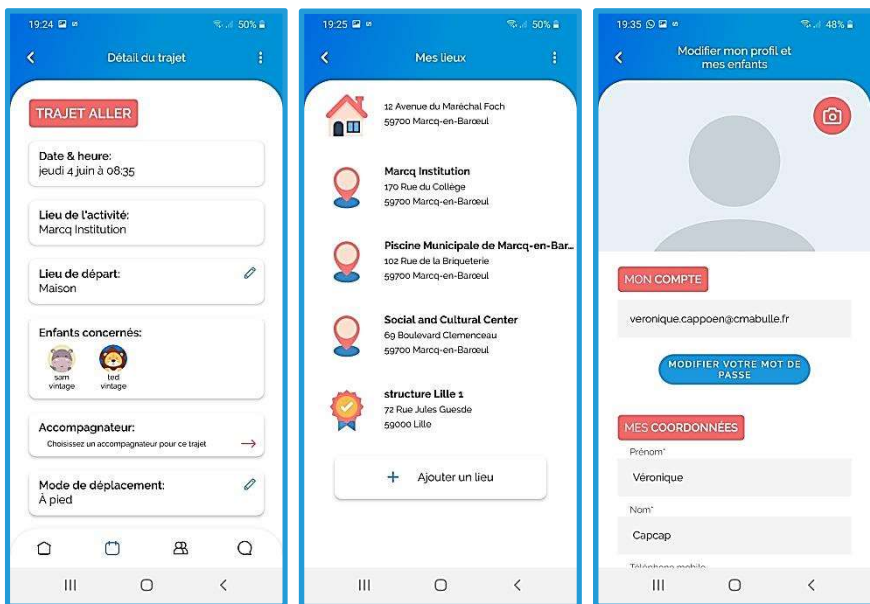 19:24 50%
Détail du trajet
TRAJET ALLER
Date & heure:
jeudi 4 juin à 08:35
Lieu de l'activité:
Marcq Institution
Lieu de départ:
Maison
Enfants concernés:
sam ted
vintage vintage
Accompagnateur:
Choisissez un accompagnateur pour ce trajet
Mode de déplacement:
À pied
19:25 50%
Mes lieux
12 Avenue du Maréchal Foch
59700 Marcq-en-Barœul
Marcq Institution
170 Rue du Collège
59700 Marcq-en-Barœul
Piscine Municipale de Marcq-en-Bar...
102 Rue de la Briqueterie
59700 Marcq-en-Barœul
Social and Cultural Center
69 Boulevard Clemenceau
59700 Marcq-en-Barœul
structure Lille 1
72 Rue Jules Guesde
59000 Lille
+ Ajouter un lieu
19:35 48%
Modifier mon profil et
mes enfants
MON COMPTE
veronique.cappoen@cmabulle.fr
MODIFIER VOTRE MOT DE
PASSE
MES COORDONNÉES
Prénom*
Véronique
Nom*
Capcap
Téléphone mobile